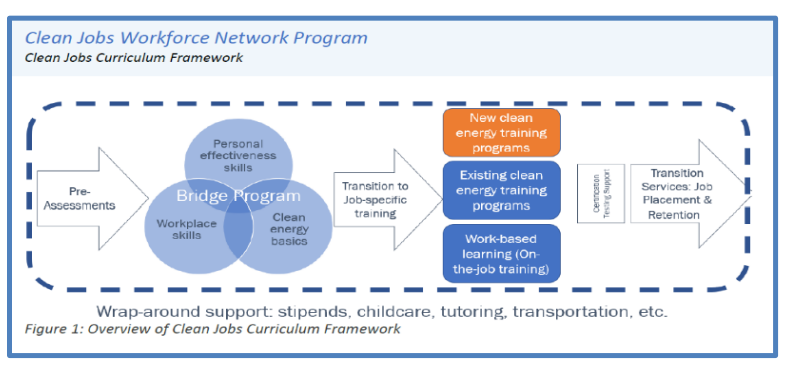 Clean Jobs Workforce Network Program
Clean Jobs Curriculum Framework
Pre-
Assessments
Personal
effectiveness
skills
Bridge Program
Workplace
skills
Clean
energy
basics
Transition to
Job-specific
training
New clean
energy training
programs
Existing clean
energy training
programs
Work-based
learning (On-
the-job training)
Certification
Testing Support
Transition
Services: Job
Placement &
Retention
Wrap-around support: stipends, childcare, tutoring, transportation, etc.
Figure 1: Overview of Clean Jobs Curriculum Framework